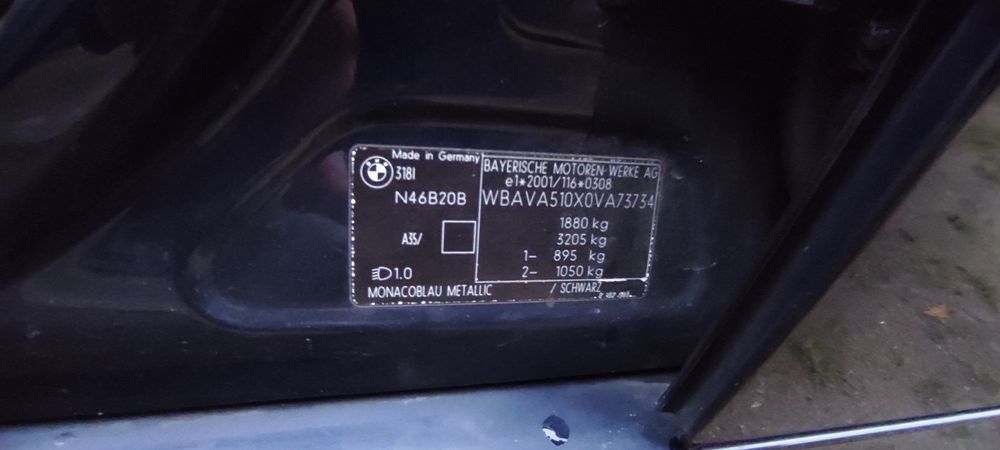 Made in Germany
318I
N46B20B
A35/
1.0
BAYERISCHE MOTOREN WERKE AG
e1*2001/116*0308
WBAVA510X0VA73734
1880 kg
3205 kg
1- 895 kg
2- 1050 kg
MONACOBLAU METALLIC / SCHWARZ